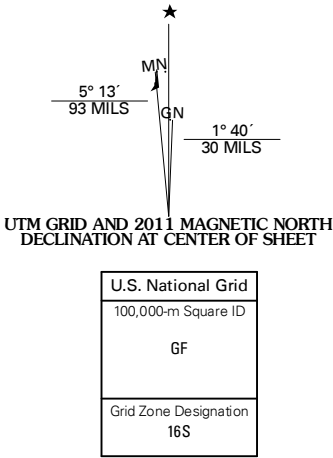 ★
MN
5° 13´
93 MILS
GN
1° 40´
30 MILS
UTM GRID AND 2011 MAGNETIC NORTH
DECLINATION AT CENTER OF SHEET
U.S. National Grid
100,000-m Square ID
GF
Grid Zone Designation
16S